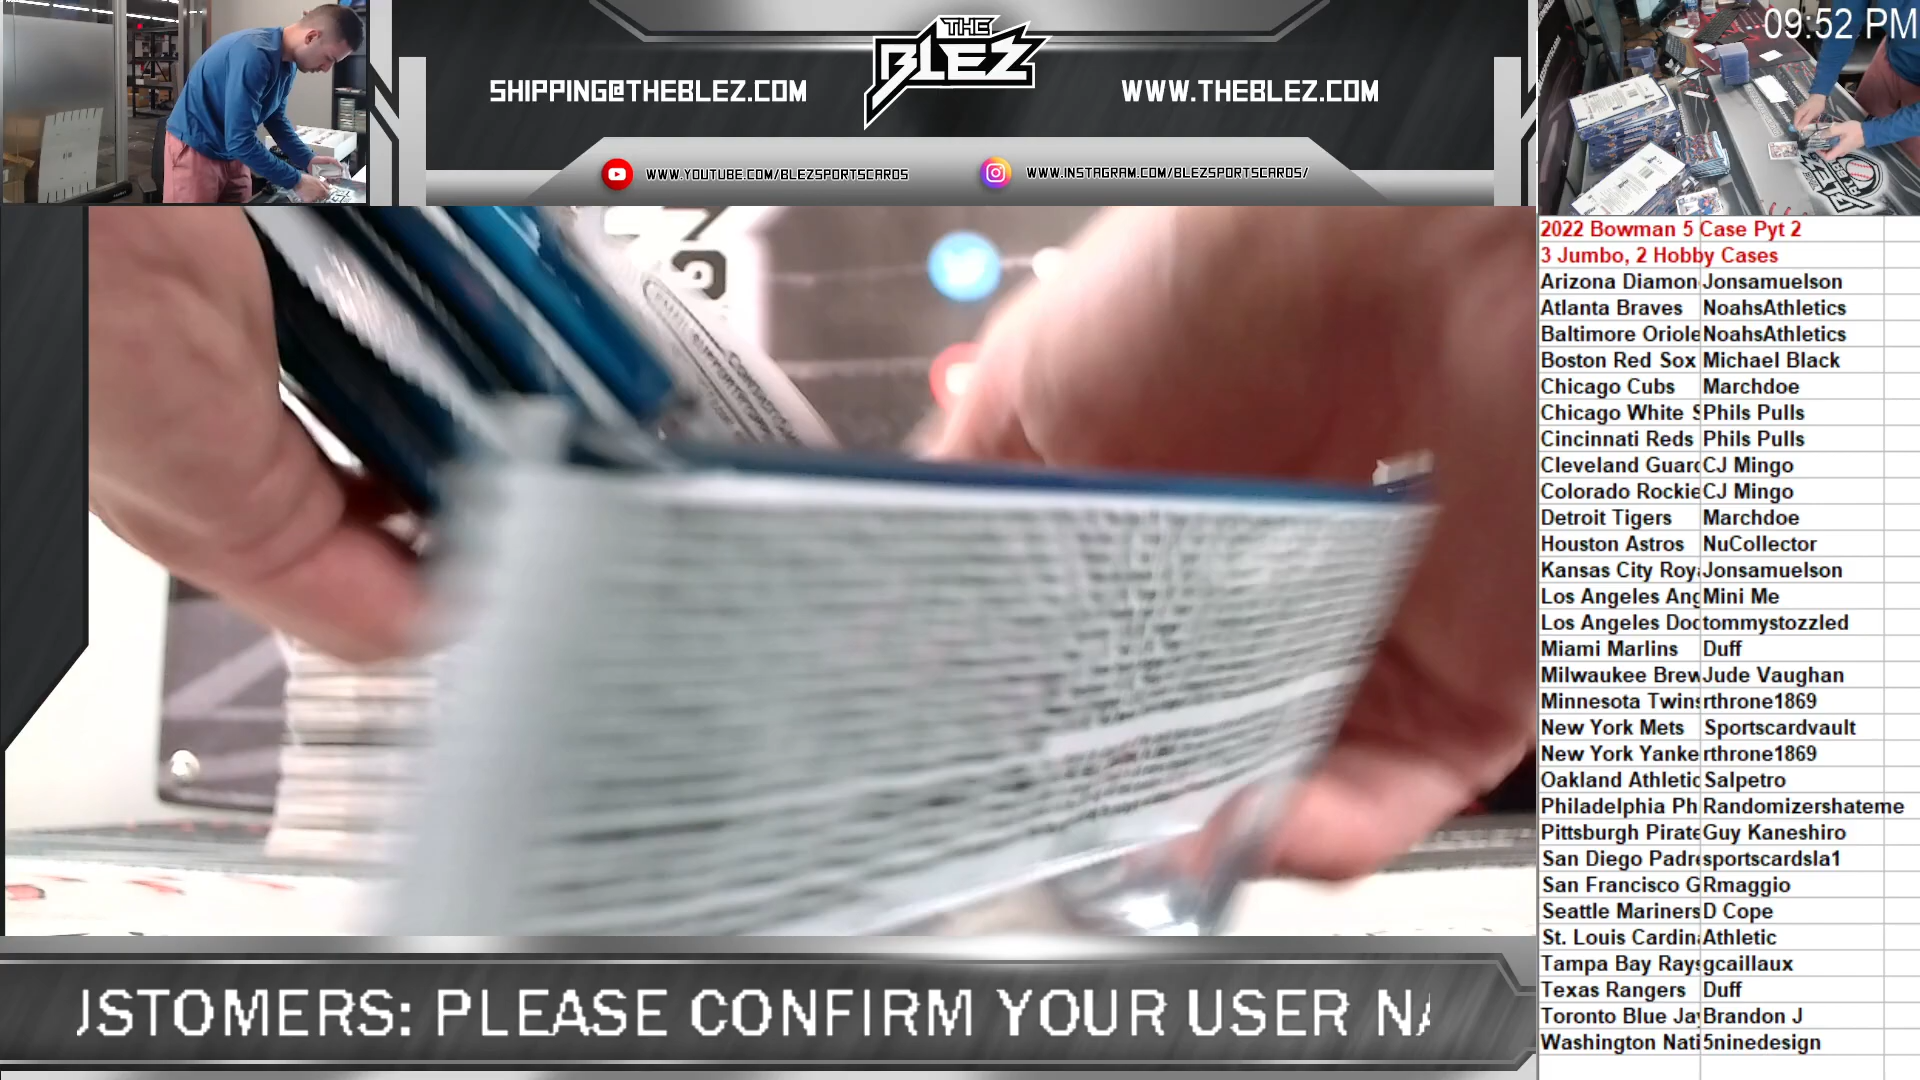 THE
BLEZ
SHIPPING@THEBLEZ.COM
WWW.THEBLEZ.COM
WWW.YOUTUBE.COM/BLEZSPORTSCARDS
WWW.INSTAGRAM.COM/BLEZSPORTSCARDS/
09:52 PM
2022 Bowman 5 Case Pyt 2
3 Jumbo, 2 Hobby Cases
Arizona Diamon Jonsamuelson
Atlanta Braves NoahsAthletics
Baltimore Oriole NoahsAthletics
Boston Red Sox Michael Black
Chicago Cubs Marchdoe
Chicago White S Phils Pulls
Cincinnati Reds Phils Pulls
Cleveland Guard CJ Mingo
Colorado Rockie CJ Mingo
Detroit Tigers Marchdoe
Houston Astros NuCollector
Kansas City Roya Jonsamuelson
Los Angeles Ang Mini Me
Los Angeles Dod tommystozzled
Miami Marlins Duff
Milwaukee Brew Jude Vaughan
Minnesota Twins rthrone1869
New York Mets Sportscardvault
New York Yanke rthrone1869
Oakland Athletic Salpetro
Philadelphia Ph Randomizershateme
Pittsburgh Pirate Guy Kaneshiro
San Diego Padre sportscardsla1
San Francisco G Rmaggio
Seattle Mariners D Cope
St. Louis Cardina Athletic
Tampa Bay Rays gcaillaux
Texas Rangers Duff
Toronto Blue Jay Brandon J
Washington Nati 5ninedesign
USTOMERS: PLEASE CONFIRM YOUR USER NA